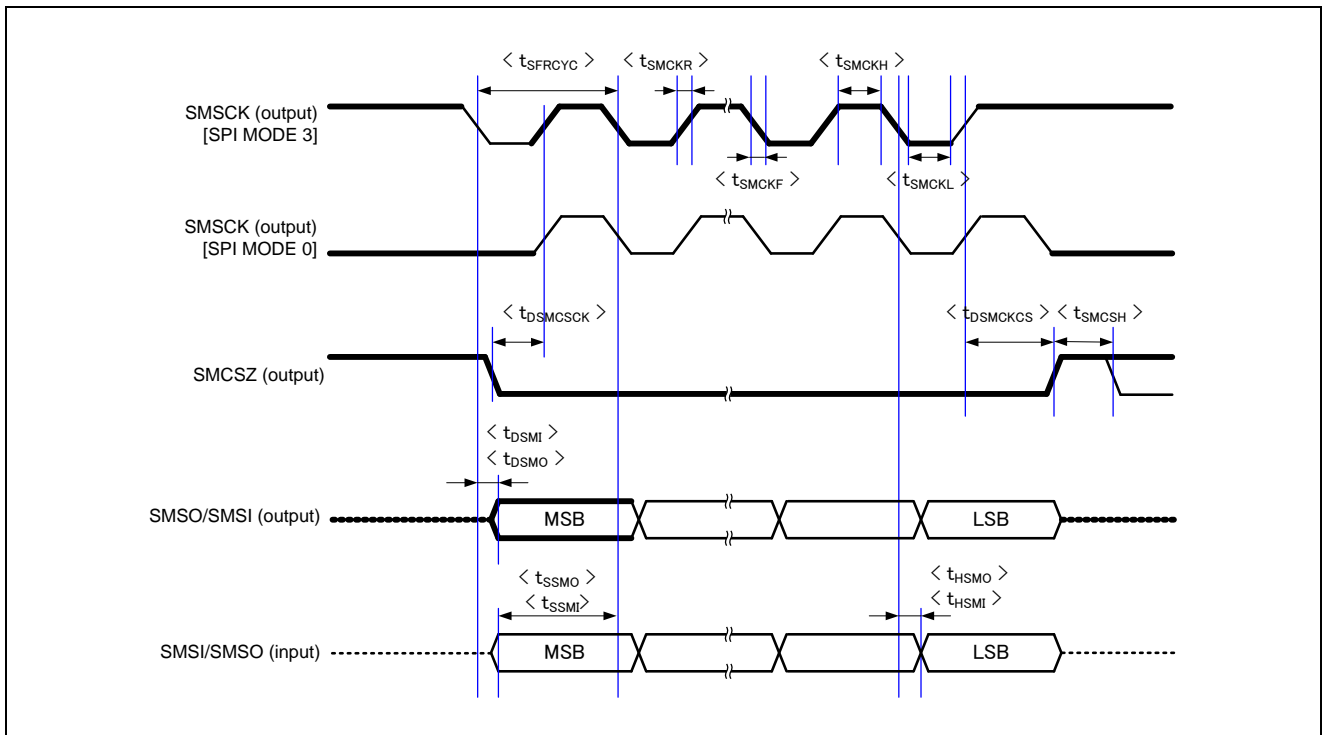 < tSFRCYC > < tSMCKR > < tSMCKH >
SMSCK (output)
[SPI MODE 3]
< tSMCKF > < tSMCKL >
SMSCK (output)
[SPI MODE 0]
< tDSMCSCK > < tDSMCKCS > < tSMCSH >
SMCSZ (output)
< tDSMI >
< tDSMO >
SMSO/SMSI (output) MSB LSB
< tSSMO > < tHSMO >
< tSSMI> < tHSMI >
SMSI/SMSO (input) MSB LSB